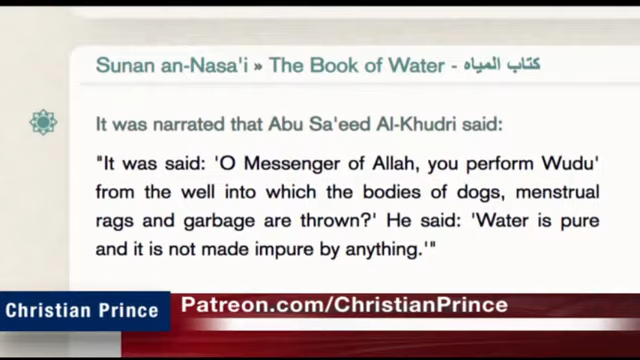 Sunan an-Nasa'i » The Book of Water - كتاب المياه
It was narrated that Abu Sa'eed Al-Khudri said:
"It was said: 'O Messenger of Allah, you perform Wudu'
from the well into which the bodies of dogs, menstrual
rags and garbage are thrown?' He said: 'Water is pure
and it is not made impure by anything.'"
Christian Prince
Patreon.com/ChristianPrince